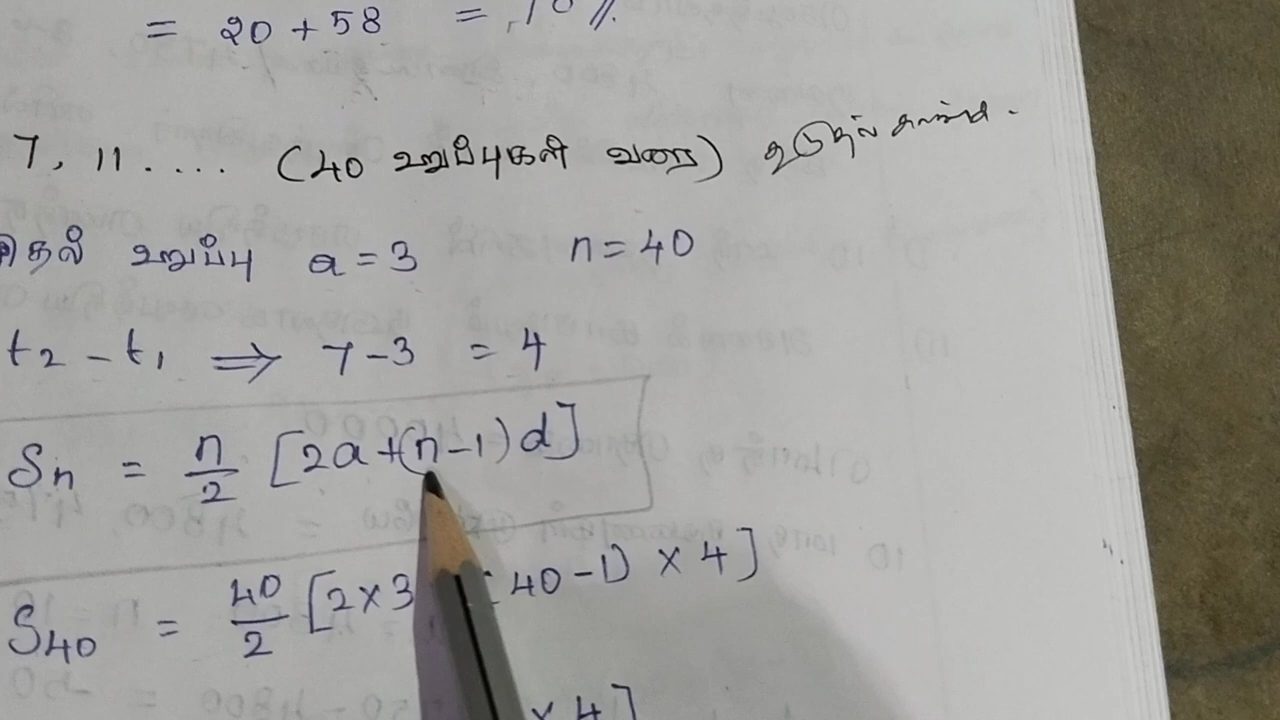 = 20 + 58 =
7, 11 .... (40 உறுப்புகள் வரை)
உறுப்பு a = 3 n = 40
t2 - t1 ⇒ 7 - 3 = 4
Sn = n/2 [2a + (n - 1) d]
S40 = 40/2 [2 × 3 40 - 1) × 4]
× 4]